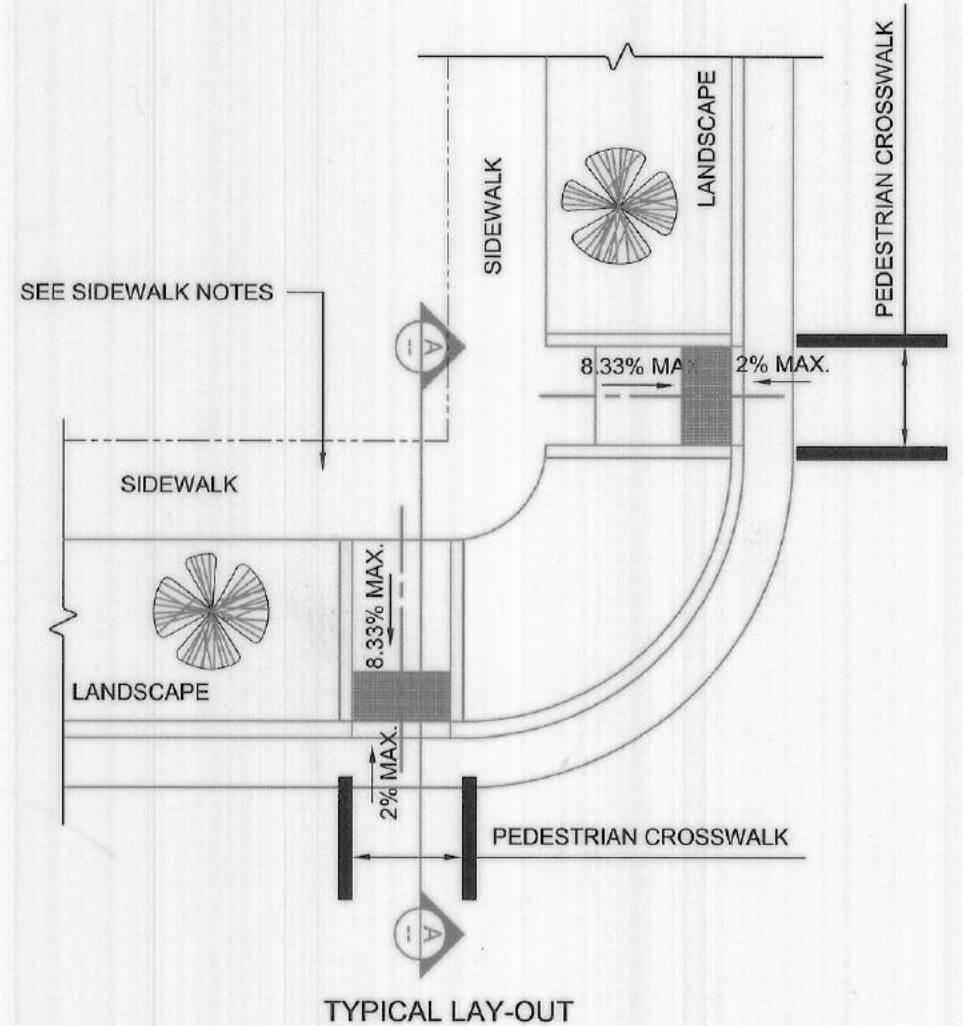 PEDESTRIAN CROSSWALK
LANDSCAPE
SIDEWALK
SEE SIDEWALK NOTES
A
--
8.33% MAX.
2% MAX.
SIDEWALK
8.33% MAX.
LANDSCAPE
2% MAX.
PEDESTRIAN CROSSWALK
A
--
TYPICAL LAY-OUT